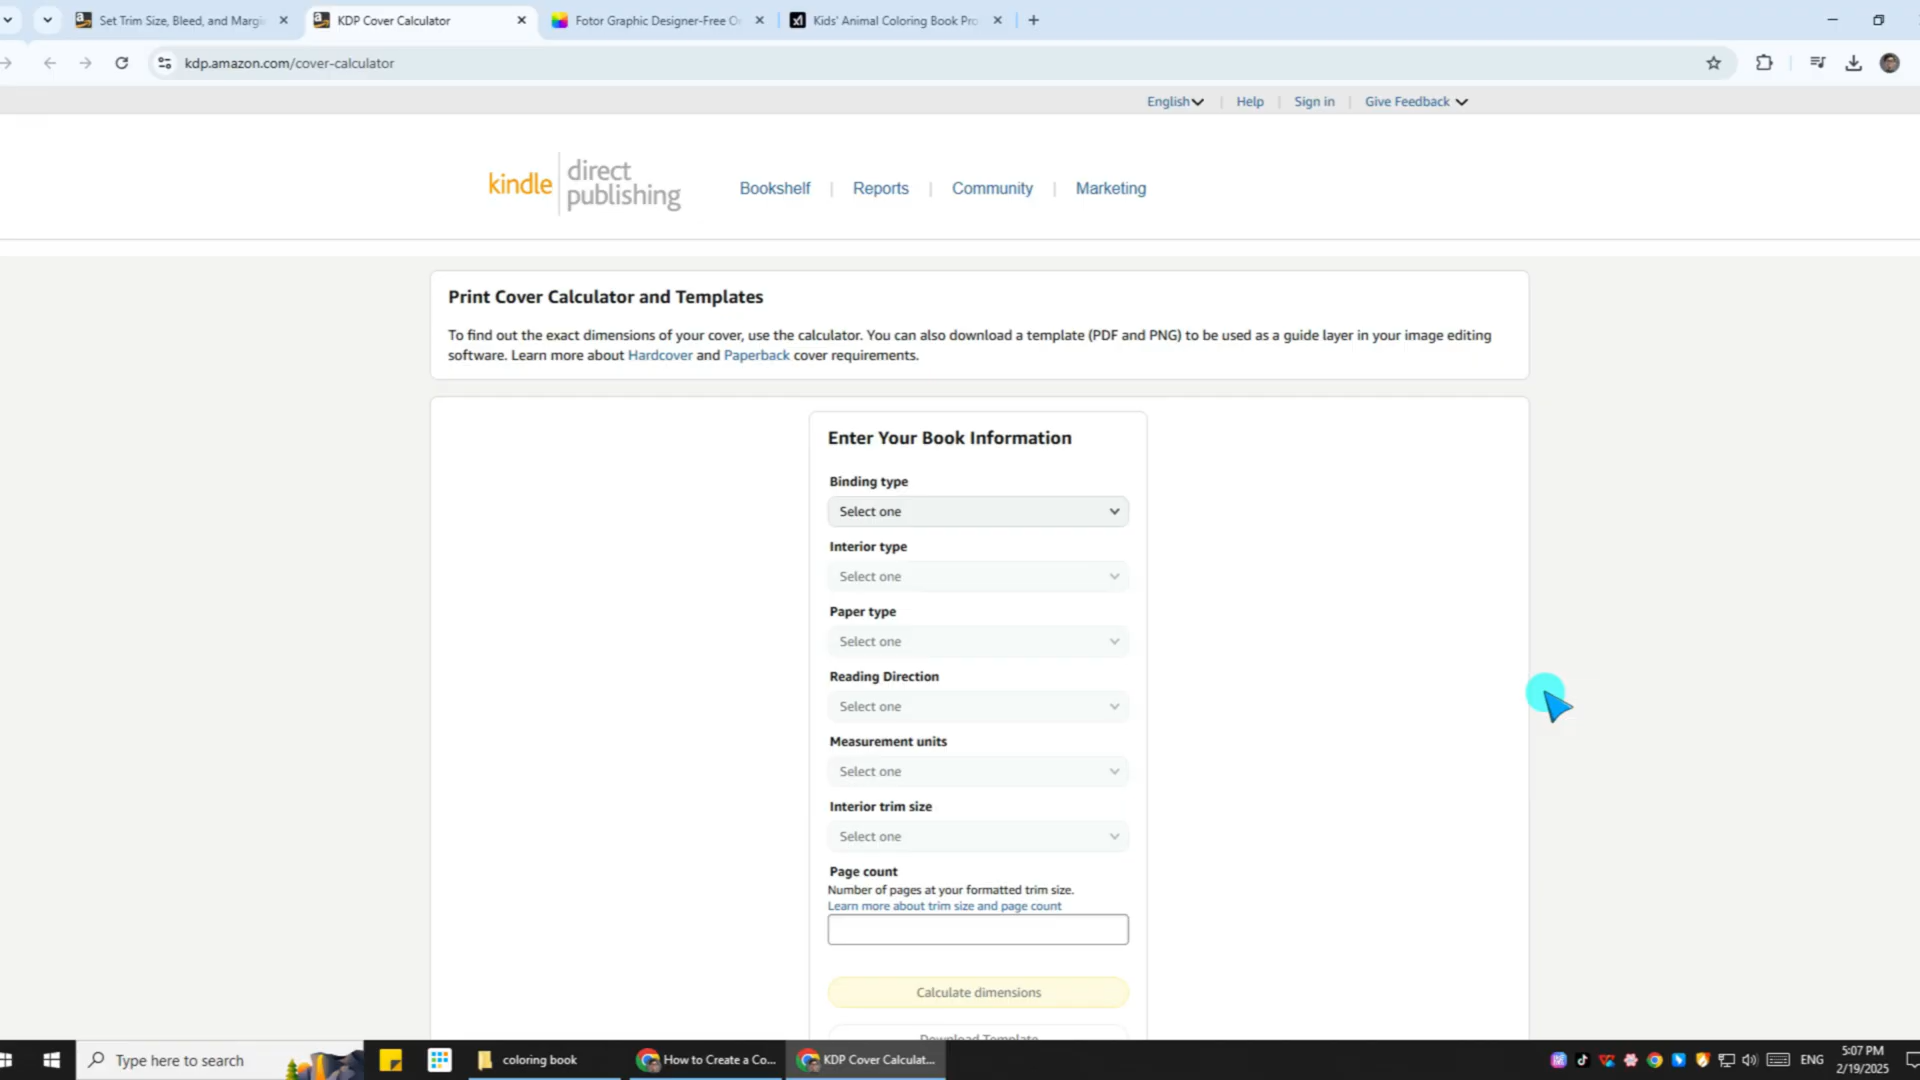 Set Trim Size, Bleed, and Margi
KDP Cover Calculator
Fotor Graphic Designer-Free O
Kids' Animal Coloring Book Pro
kdp.amazon.com/cover-calculator
English
Help
Sign in
Give Feedback
kindle direct publishing
Bookshelf
Reports
Community
Marketing
Print Cover Calculator and Templates
To find out the exact dimensions of your cover, use the calculator. You can also download a template (PDF and PNG) to be used as a guide layer in your image editing
software. Learn more about Hardcover and Paperback cover requirements.
Enter Your Book Information
Binding type
Select one
Interior type
Select one
Paper type
Select one
Reading Direction
Select one
Measurement units
Select one
Interior trim size
Select one
Page count
Number of pages at your formatted trim size.
Learn more about trim size and page count
Calculate dimensions
Download Template
Type here to search
coloring book
How to Create a Co...
KDP Cover Calculat...
ENG
5:07 PM
2/19/2025